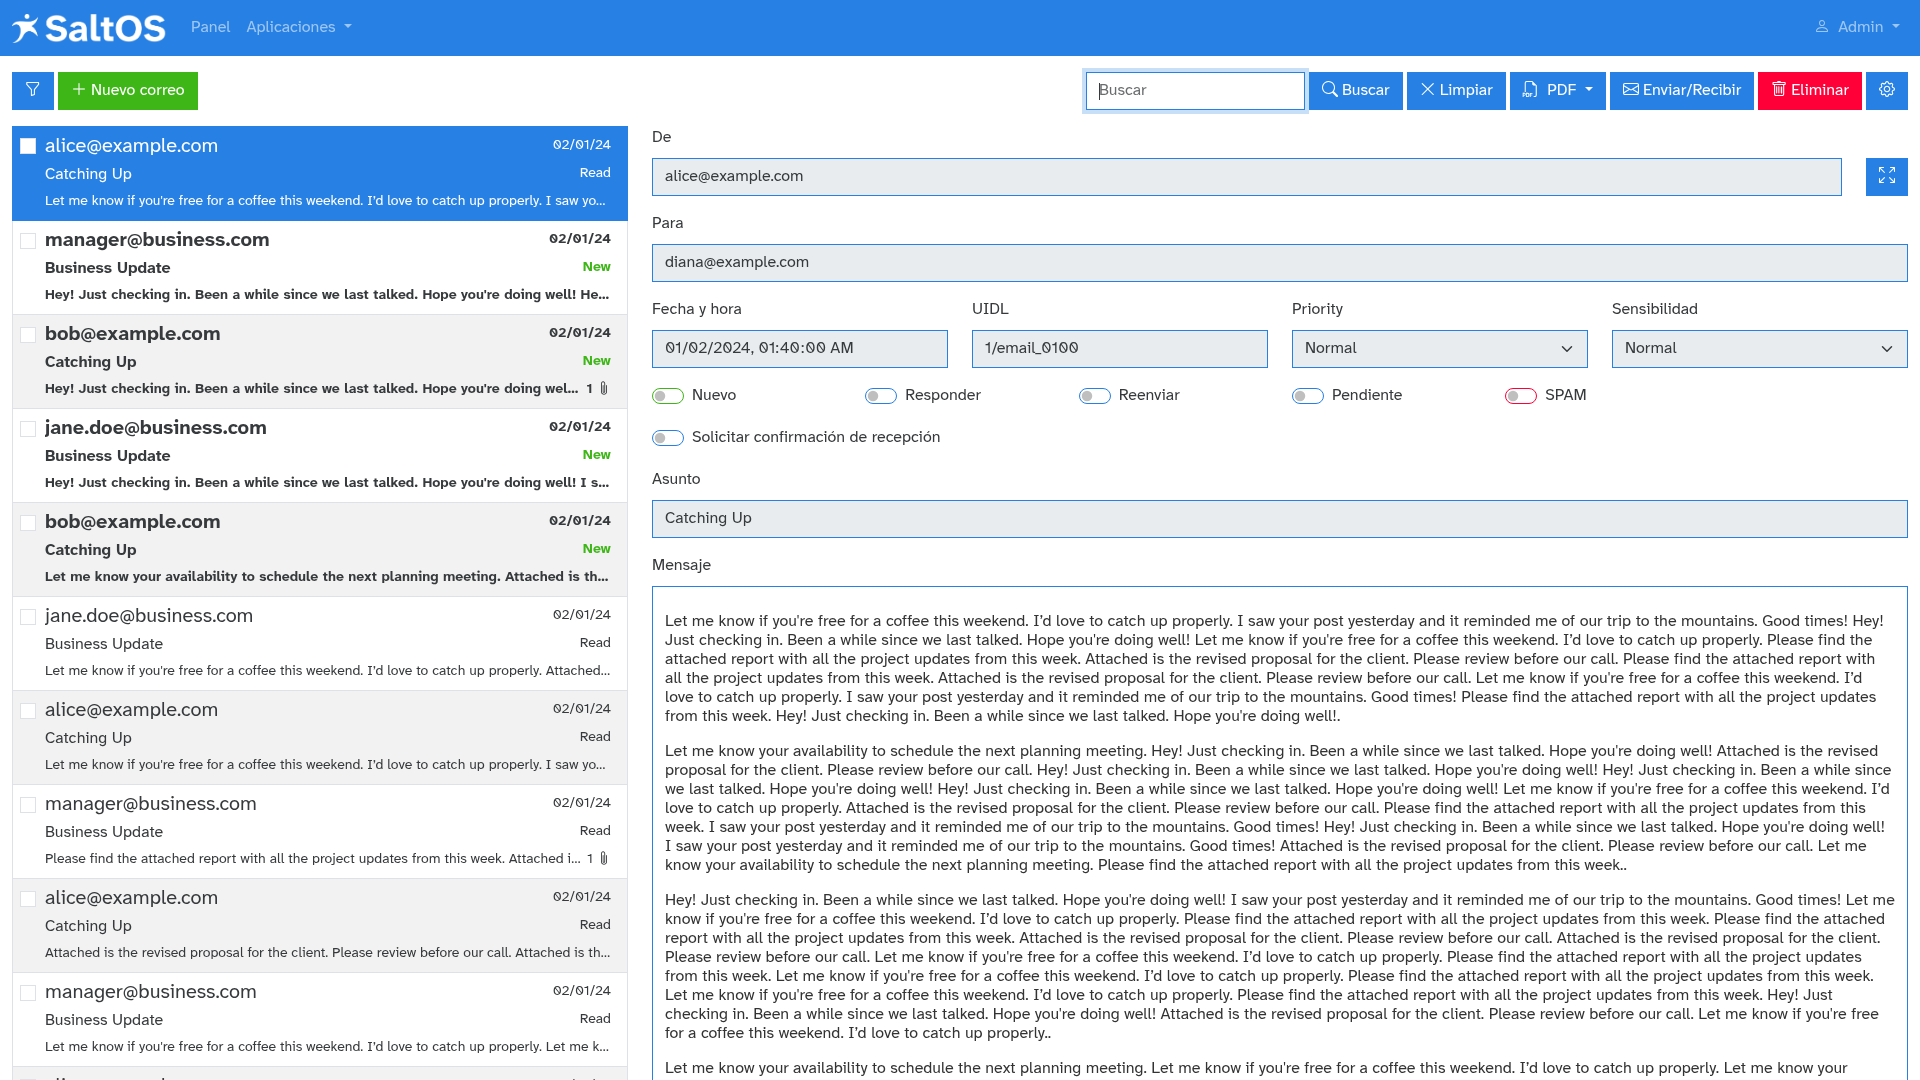 SaltOS
Panel
Aplicaciones
Admin
Nuevo correo
Buscar
Buscar
Limpiar
PDF
Enviar/Recibir
Eliminar
alice@example.com
02/01/24
Catching Up
Read
Let me know if you're free for a coffee this weekend. I'd love to catch up properly. I saw yo...
manager@business.com
02/01/24
Business Update
New
Hey! Just checking in. Been a while since we last talked. Hope you're doing well! He...
bob@example.com
02/01/24
Catching Up
New
Hey! Just checking in. Been a while since we last talked. Hope you're doing wel...
1
jane.doe@business.com
02/01/24
Business Update
New
Hey! Just checking in. Been a while since we last talked. Hope you're doing well! I s...
bob@example.com
02/01/24
Catching Up
New
Let me know your availability to schedule the next planning meeting. Attached is th...
jane.doe@business.com
02/01/24
Business Update
Read
Let me know if you're free for a coffee this weekend. I'd love to catch up properly. Attached...
alice@example.com
02/01/24
Catching Up
Read
Let me know if you're free for a coffee this weekend. I'd love to catch up properly. I saw yo...
manager@business.com
02/01/24
Business Update
Read
Please find the attached report with all the project updates from this week. Attached i...
1
alice@example.com
02/01/24
Catching Up
Read
Attached is the revised proposal for the client. Please review before our call. Attached is th...
manager@business.com
02/01/24
Business Update
Read
Let me know if you're free for a coffee this weekend. I'd love to catch up properly. Let me k...
De
alice@example.com
Para
diana@example.com
Fecha y hora
UIDL
Priority
Sensibilidad
01/02/2024, 01:40:00 AM
1/email_0100
Normal
Normal
Nuevo
Responder
Reenviar
Pendiente
SPAM
Solicitar confirmación de recepción
Asunto
Catching Up
Mensaje
Let me know if you're free for a coffee this weekend. I'd love to catch up properly. I saw your post yesterday and it reminded me of our trip to the mountains. Good times! Hey!
Just checking in. Been a while since we last talked. Hope you're doing well! Let me know if you're free for a coffee this weekend. I'd love to catch up properly. Please find the
attached report with all the project updates from this week. Attached is the revised proposal for the client. Please review before our call. Please find the attached report with
all the project updates from this week. Attached is the revised proposal for the client. Please review before our call. Let me know if you're free for a coffee this weekend. I'd
love to catch up properly. I saw your post yesterday and it reminded me of our trip to the mountains. Good times! Please find the attached report with all the project updates
from this week. Hey! Just checking in. Been a while since we last talked. Hope you're doing well!.
Let me know your availability to schedule the next planning meeting. Hey! Just checking in. Been a while since we last talked. Hope you're doing well! Attached is the revised
proposal for the client. Please review before our call. Hey! Just checking in. Been a while since we last talked. Hope you're doing well! Hey! Just checking in. Been a while since
we last talked. Hope you're doing well! Hey! Just checking in. Been a while since we last talked. Hope you're doing well! Let me know if you're free for a coffee this weekend. I'd
love to catch up properly. Attached is the revised proposal for the client. Please review before our call. Please find the attached report with all the project updates from this
week. I saw your post yesterday and it reminded me of our trip to the mountains. Good times! Hey! Just checking in. Been a while since we last talked. Hope you're doing well!
I saw your post yesterday and it reminded me of our trip to the mountains. Good times! Attached is the revised proposal for the client. Please review before our call. Let me
know your availability to schedule the next planning meeting. Please find the attached report with all the project updates from this week..
Hey! Just checking in. Been a while since we last talked. Hope you're doing well! I saw your post yesterday and it reminded me of our trip to the mountains. Good times! Let me
know if you're free for a coffee this weekend. I'd love to catch up properly. Please find the attached report with all the project updates from this week. Please find the attached
report with all the project updates from this week. Attached is the revised proposal for the client. Please review before our call. Attached is the revised proposal for the client.
Please review before our call. Let me know if you're free for a coffee this weekend. I'd love to catch up properly. Please find the attached report with all the project updates
from this week. Let me know if you're free for a coffee this weekend. I'd love to catch up properly. Please find the attached report with all the project updates from this week.
Let me know if you're free for a coffee this weekend. I'd love to catch up properly. Please find the attached report with all the project updates from this week. Hey! Just
checking in. Been a while since we last talked. Hope you're doing well! Attached is the revised proposal for the client. Please review before our call. Let me know if you're free
for a coffee this weekend. I'd love to catch up properly..
Let me know your availability to schedule the next planning meeting. Let me know if you're free for a coffee this weekend. I'd love to catch up properly. Let me know your